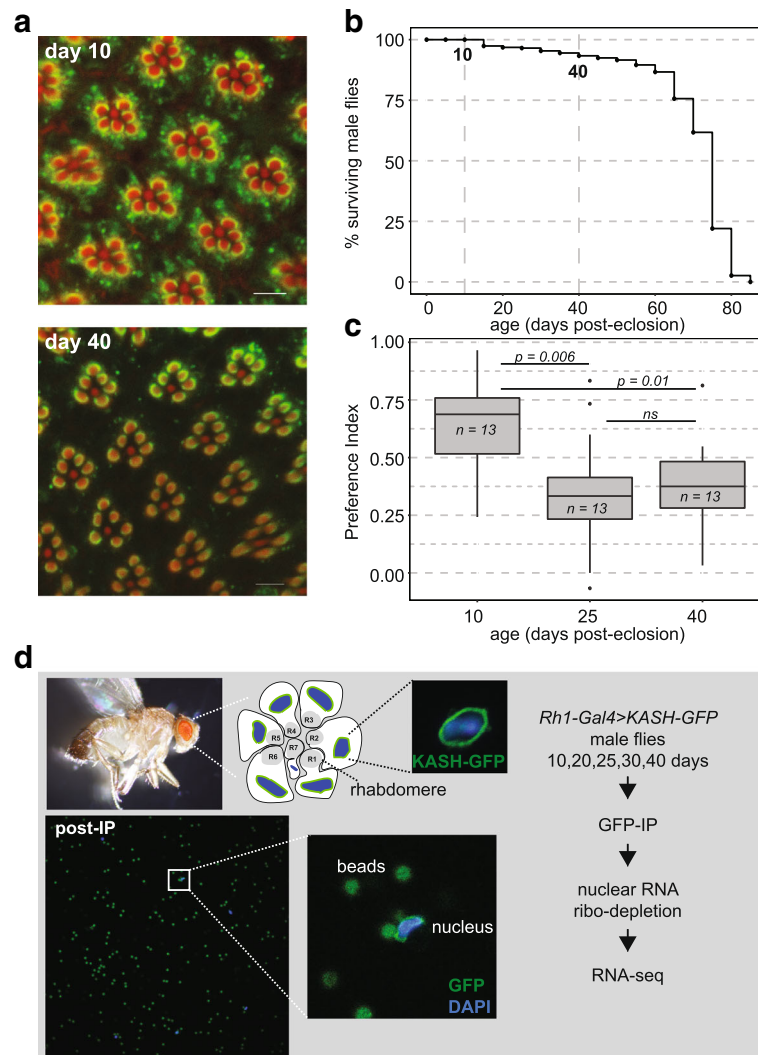 a
day 10
day 40
b
% surviving male flies
100
75
50
25
0
10
40
0
20
40
60
80
age (days post-eclosion)
c
Preference Index
1.00
0.75
0.50
0.25
0.00
p = 0.006
p = 0.01
ns
n = 13
n = 13
n = 13
10
25
40
age (days post-eclosion)
d
R3
R4
R5
R2
R7
R6
R1
rhabdomere
KASH-GFP
post-IP
beads
nucleus
GFP
DAPI
Rh1-Gal4>KASH-GFP
male flies
10,20,25,30,40 days
GFP-IP
nuclear RNA
ribo-depletion
RNA-seq